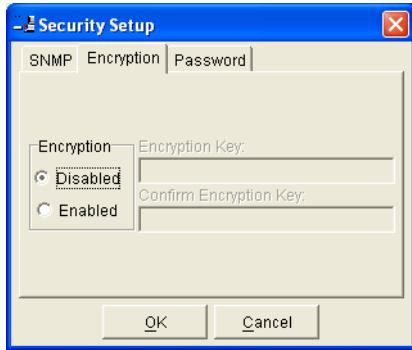 Security Setup
SNMP Encryption Password
Encryption
Encryption Key:
Disabled
Confirm Encryption Key:
Enabled
OK Cancel